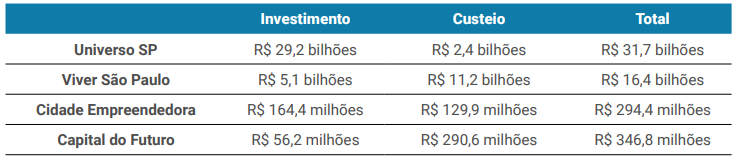 Investimento Custeio Total
Universo SP R$ 29,2 bilhões R$ 2,4 bilhões R$ 31,7 bilhões
Viver São Paulo R$ 5,1 bilhões R$ 11,2 bilhões R$ 16,4 bilhões
Cidade Empreendedora R$ 164,4 milhões R$ 129,9 milhões R$ 294,4 milhões
Capital do Futuro R$ 56,2 milhões R$ 290,6 milhões R$ 346,8 milhões